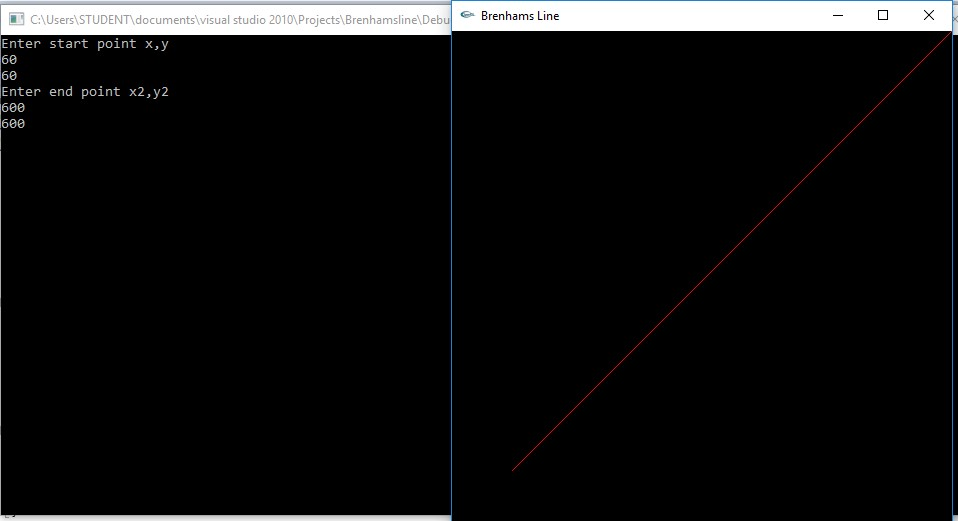 C:\Users\STUDENT\documents\visual studio 2010\Projects\Brenhamsline\Debu
Enter start point x,y
60
60
Enter end point x2,y2
600
600
Brenhams Line